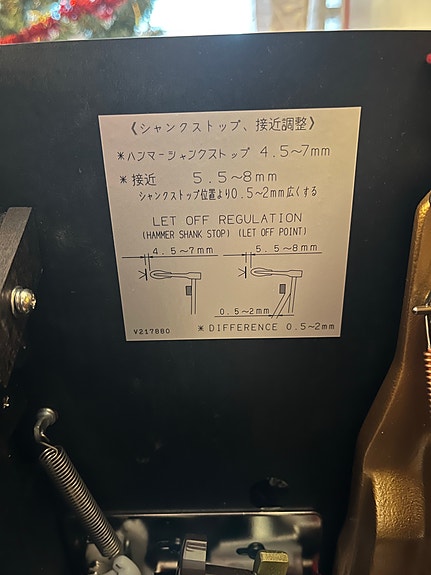 《シャンクストップ、接近調整》
*ハンマーシャンクストップ 4.5~7mm
*接近 5.5~8mm
シャンクストップ位置より0.5~2mm広くする
LET OFF REGULATION
(HAMMER SHANK STOP) (LET OFF POINT)
4.5~7mm 5.5~8mm
0.5~2mm
V217880 *DIFFERENCE 0.5~2mm